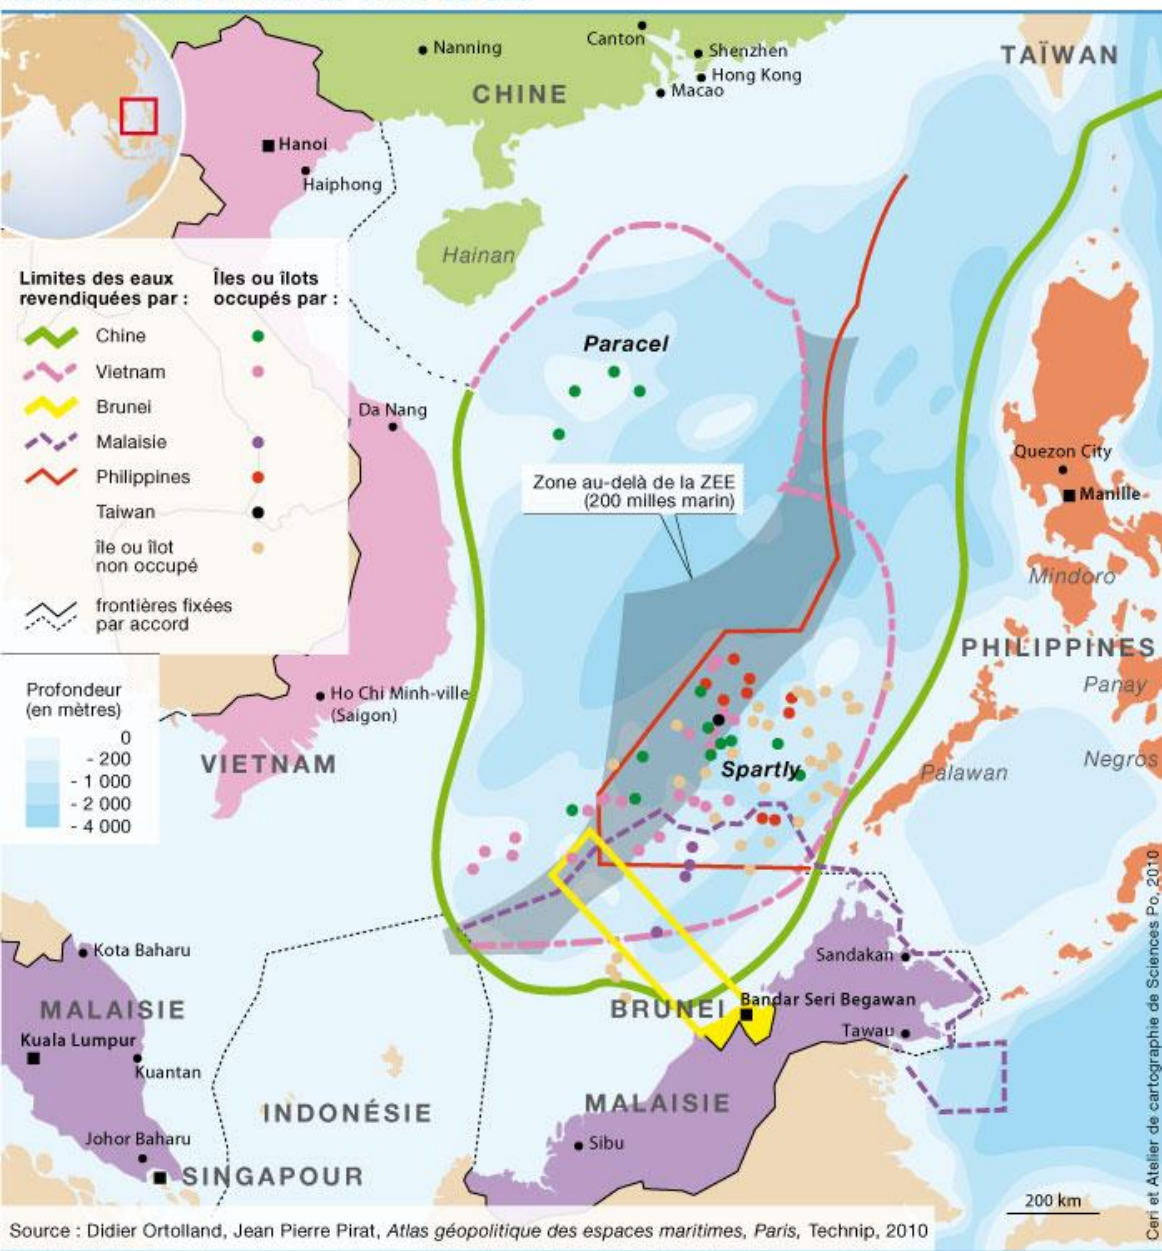 Nanning
Canton
Shenzhen
Hong Kong
Macao
CHINE
TAÏWAN
Hanoi
Haiphong
Hainan
Limites des eaux
revendiquées par :
Îles ou îlots
occupés par :
Chine
Vietnam
Brunei
Malaisie
Philippines
Taiwan
île ou îlot
non occupé
frontières fixées
par accord
Profondeur
(en mètres)
0
- 200
- 1 000
- 2 000
- 4 000
Paracel
Da Nang
Zone au-delà de la ZEE
(200 milles marin)
Quezon City
Manille
Mindoro
PHILIPPINES
Panay
Negros
Palawan
Ho Chi Minh-ville
(Saigon)
VIETNAM
Spartly
Kota Baharu
MALAISIE
Kuala Lumpur
Kuantan
Johor Baharu
SINGAPOUR
INDONÉSIE
Sandakan
BRUNEI
Bandar Seri Begawan
Tawau
MALAISIE
Sibu
200 km
Ceri et Atelier de cartographie de Sciences Po, 2010
Source : Didier Ortolland, Jean Pierre Pirat, Atlas géopolitique des espaces maritimes, Paris, Technip, 2010